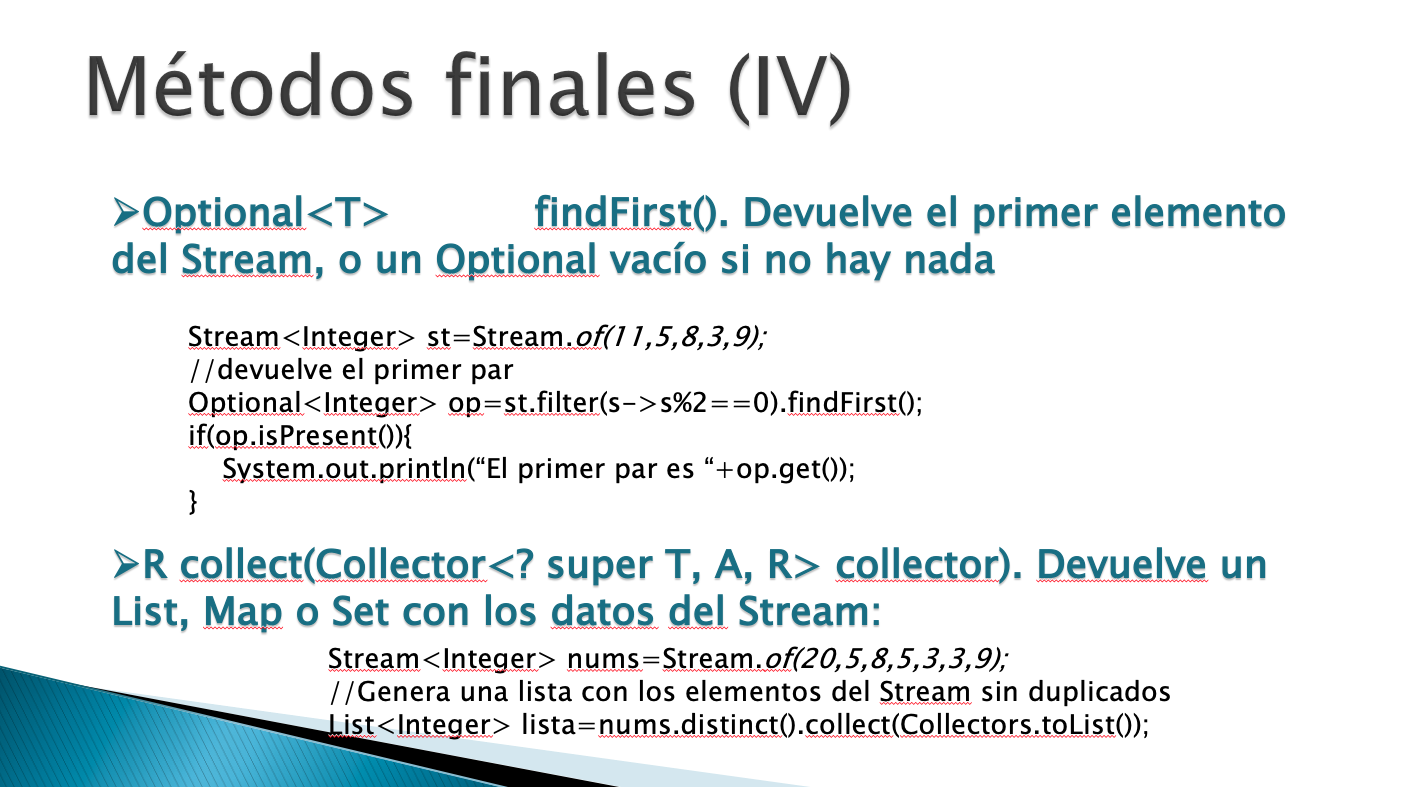 Métodos finales (IV)
➢Optional<T> findFirst(). Devuelve el primer elemento
del Stream, o un Optional vacío si no hay nada
Stream<Integer> st=Stream.of(11,5,8,3,9);
//devuelve el primer par
Optional<Integer> op=st.filter(s->s%2==0).findFirst();
if(op.isPresent()){
System.out.println(“El primer par es “+op.get());
}
➢R collect(Collector<? super T, A, R> collector). Devuelve un
List, Map o Set con los datos del Stream:
Stream<Integer> nums=Stream.of(20,5,8,5,3,3,9);
//Genera una lista con los elementos del Stream sin duplicados
List<Integer> lista=nums.distinct().collect(Collectors.toList());